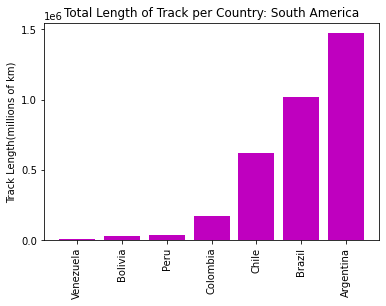 Total Length of Track per Country: South America
1e6
Track Length(millions of km)
1.5
1.0
0.5
0.0
Venezuela
Bolivia
Peru
Colombia
Chile
Brazil
Argentina